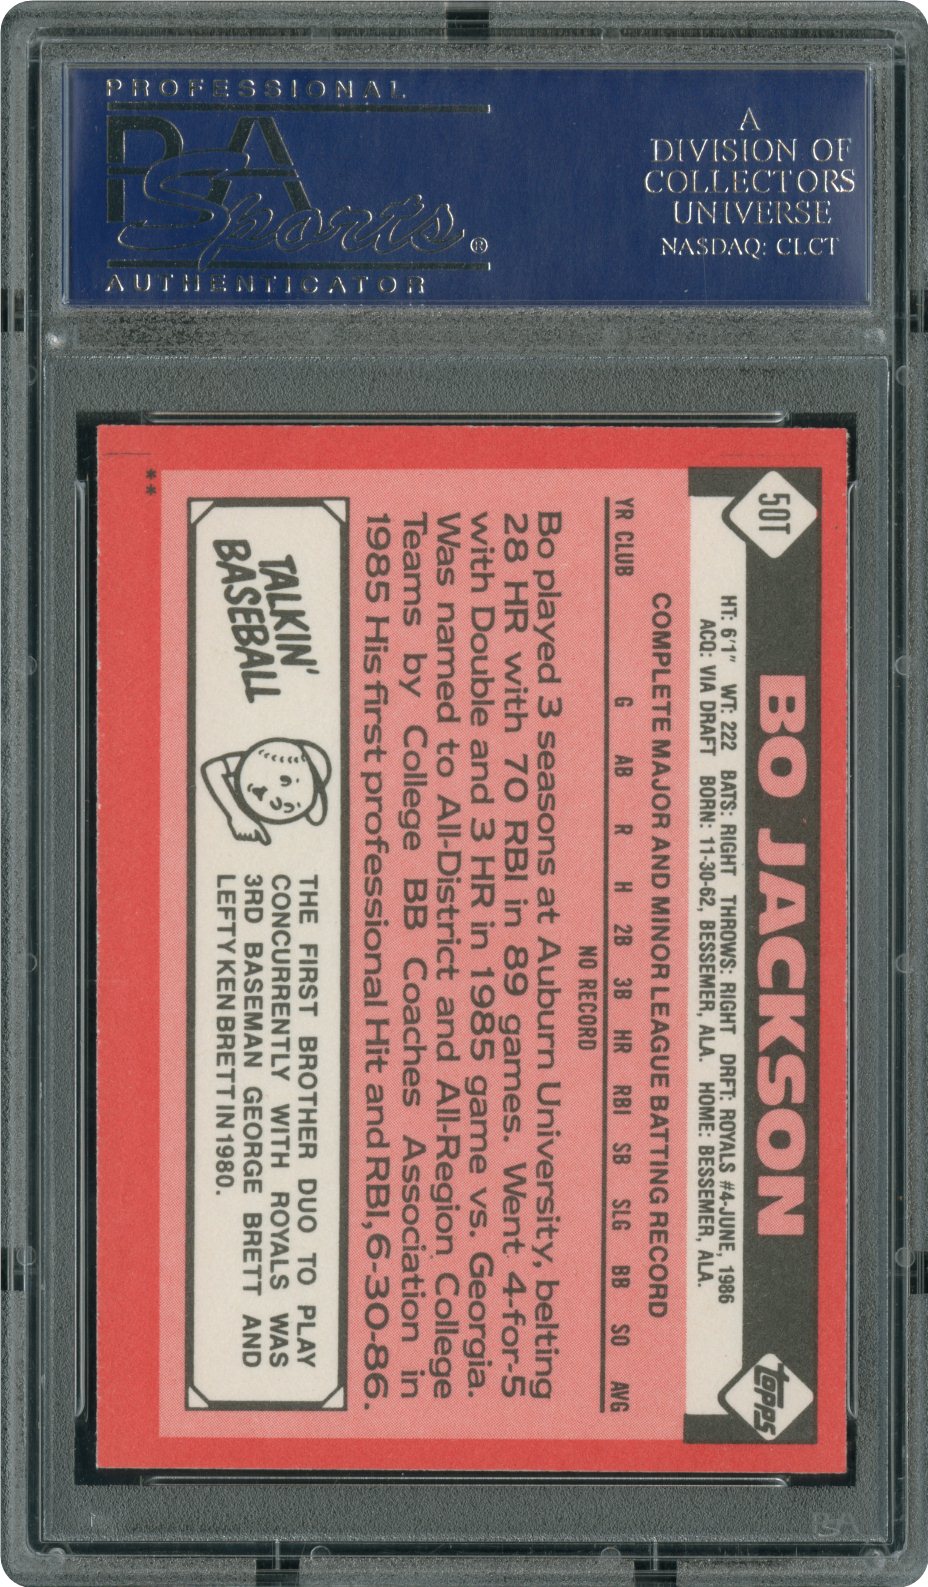 PROFESSIONAL
PSA
Sports®
AUTHENTICATOR
A
DIVISION OF
COLLECTORS
UNIVERSE
NASDAQ: CLCT
50T
BO JACKSON
topps
HT: 6'1" WT: 222 BATS: RIGHT THROWS: RIGHT DRFT: ROYALS #4-JUNE, 1986
ACQ: VIA DRAFT BORN: 11-30-62, BESSEMER, ALA. HOME: BESSEMER, ALA.
COMPLETE MAJOR AND MINOR LEAGUE BATTING RECORD
YR CLUB G AB R H 2B 3B HR RBI SB SLG BB SO AVG
NO RECORD
Bo played 3 seasons at Auburn University, belting
28 HR with 70 RBI in 89 games. Went 4-for-5
with Double and 3 HR in 1985 game vs. Georgia.
Was named to All-District and All-Region College
Teams by College BB Coaches Association in
1985 His first professional Hit and RBI, 6-30-86.
TALKIN'
BASEBALL
THE FIRST BROTHER DUO TO PLAY
CONCURRENTLY WITH ROYALS WAS
3RD BASEMAN GEORGE BRETT AND
LEFTY KEN BRETT IN 1980.
**
PSA